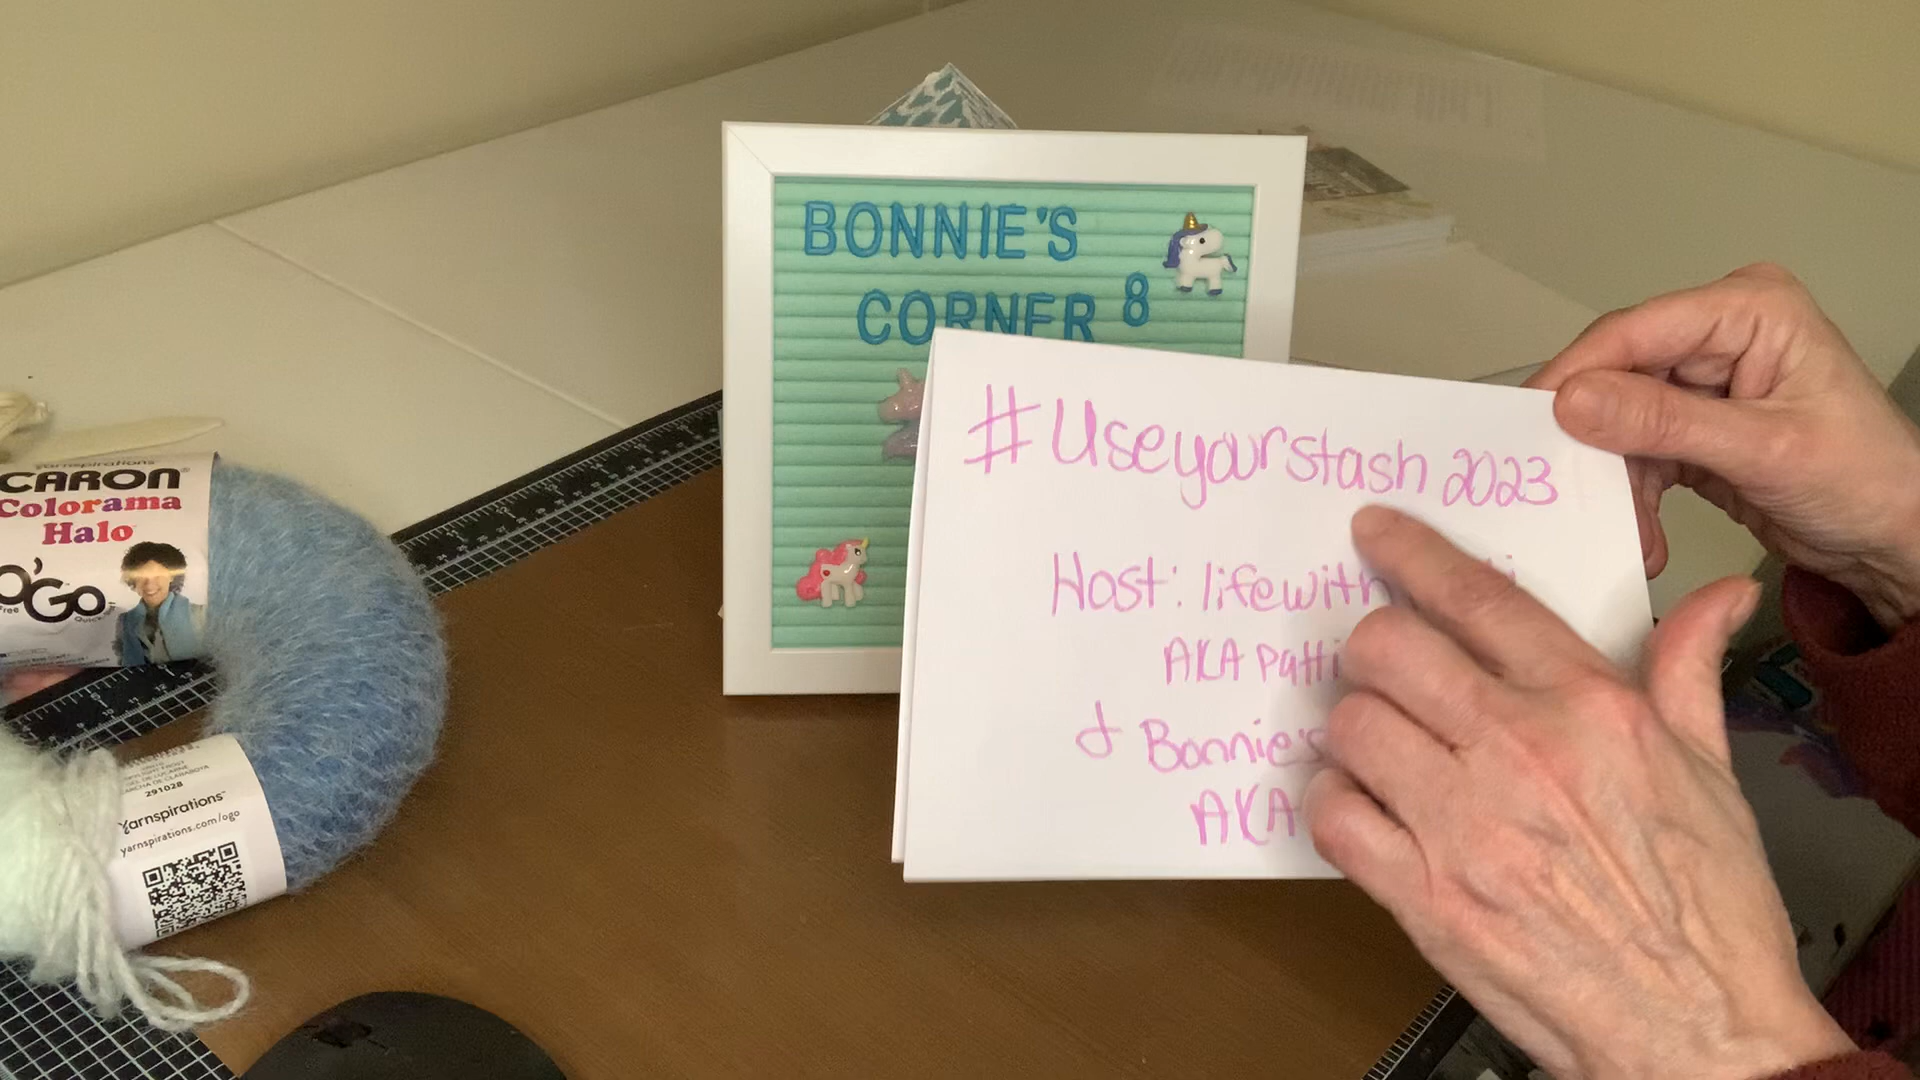 BONNIE'S
CORNER 8
#Useyourstash 2023
Host: lifewith
AKA Patti
& Bonnie's
AKA
yarnspirations
CARON
Colorama
Halo
O'Go
291028
yarnspirations
yarnspirations.com/ogo